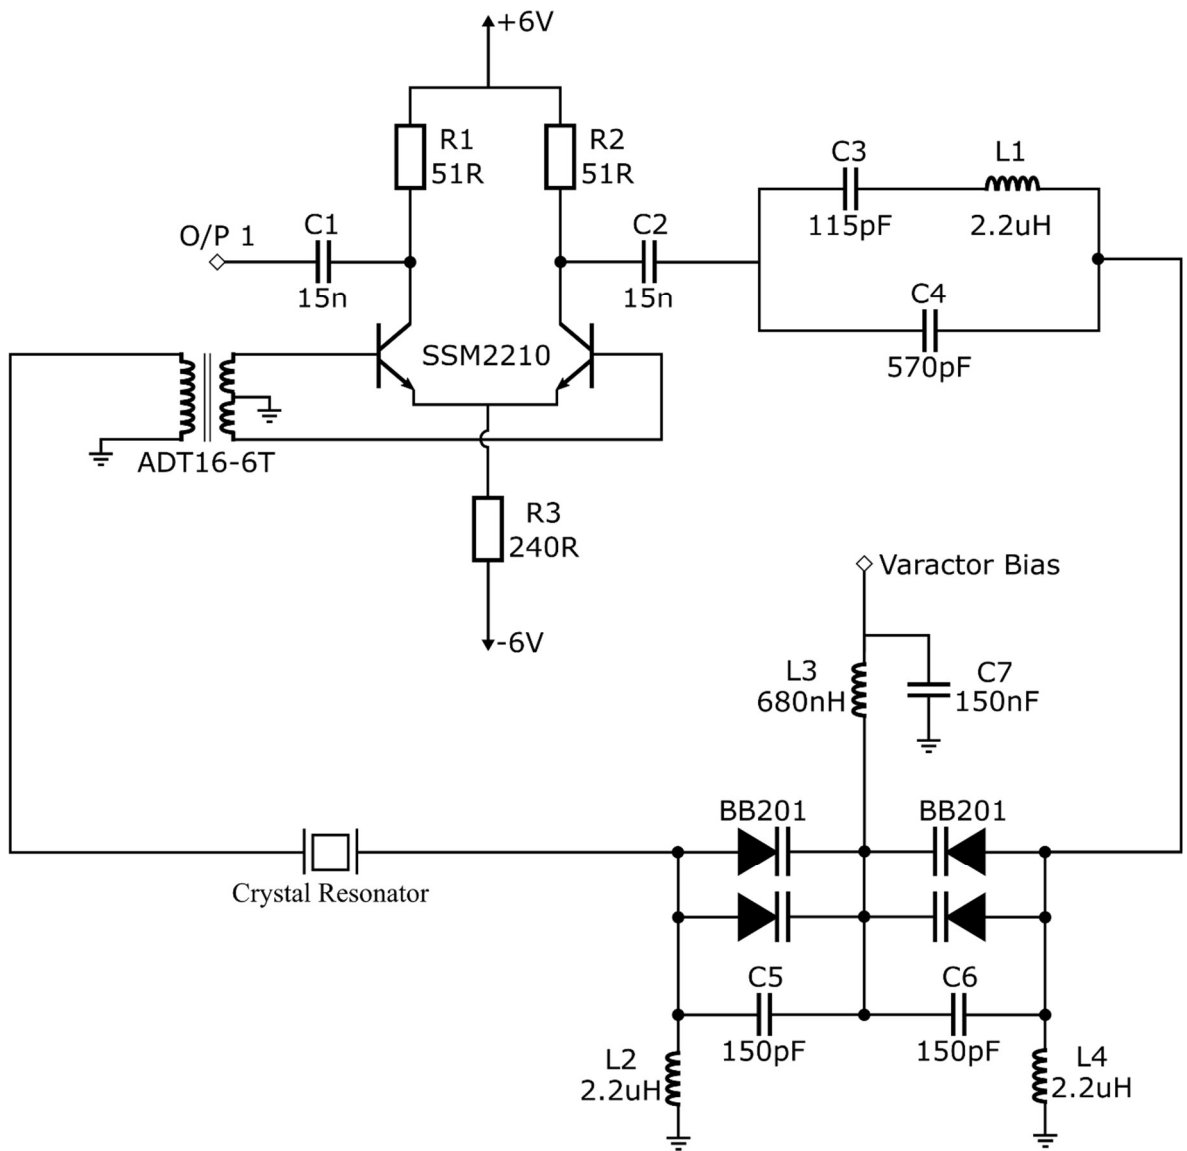 +6V
R1
51R
R2
51R
C3
115pF
L1
2.2uH
O/P 1
C1
15n
C2
15n
C4
570pF
SSM2210
ADT16-6T
R3
240R
-6V
Varactor Bias
L3
680nH
C7
150nF
BB201
BB201
Crystal Resonator
C5
150pF
C6
150pF
L2
2.2uH
L4
2.2uH